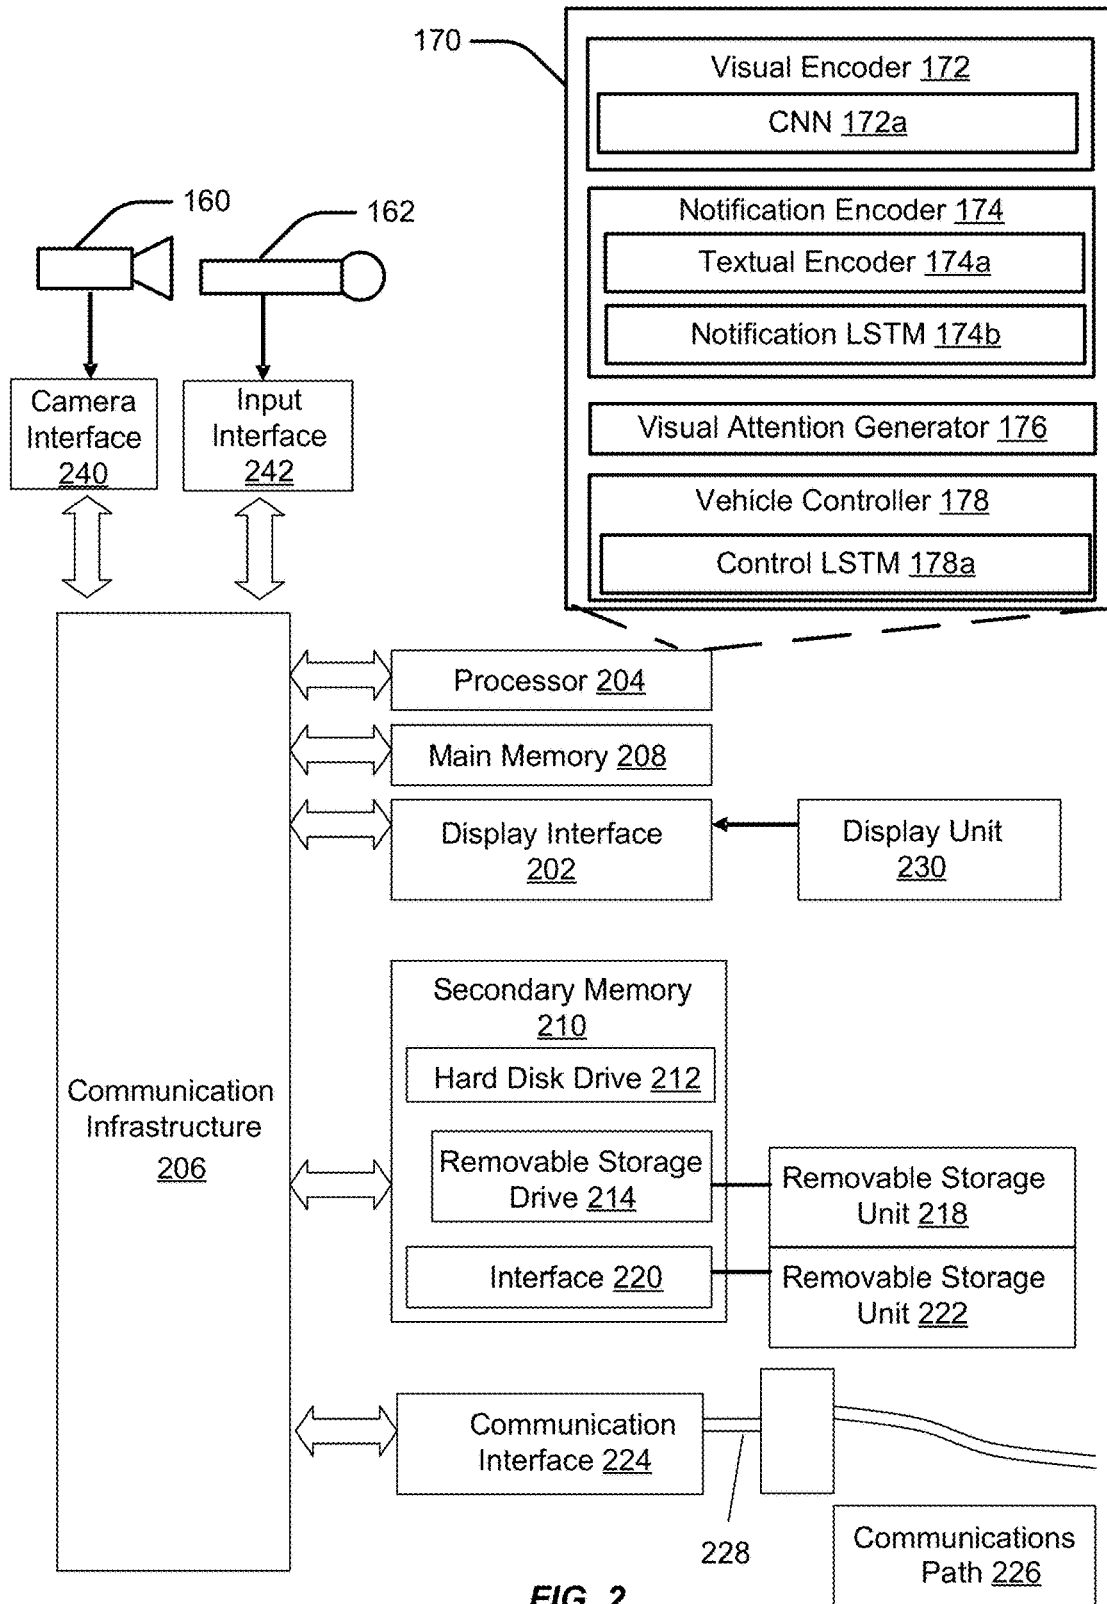 170
Visual Encoder 172
CNN 172a
Notification Encoder 174
Textual Encoder 174a
Notification LSTM 174b
Visual Attention Generator 176
Vehicle Controller 178
Control LSTM 178a
160
162
Camera
Interface
240
Input
Interface
242
Processor 204
Main Memory 208
Display Interface
202
Display Unit
230
Communication
Infrastructure
206
Secondary Memory
210
Hard Disk Drive 212
Removable Storage
Drive 214
Interface 220
Removable Storage
Unit 218
Removable Storage
Unit 222
Communication
Interface 224
228
Communications
Path 226
FIG. 2